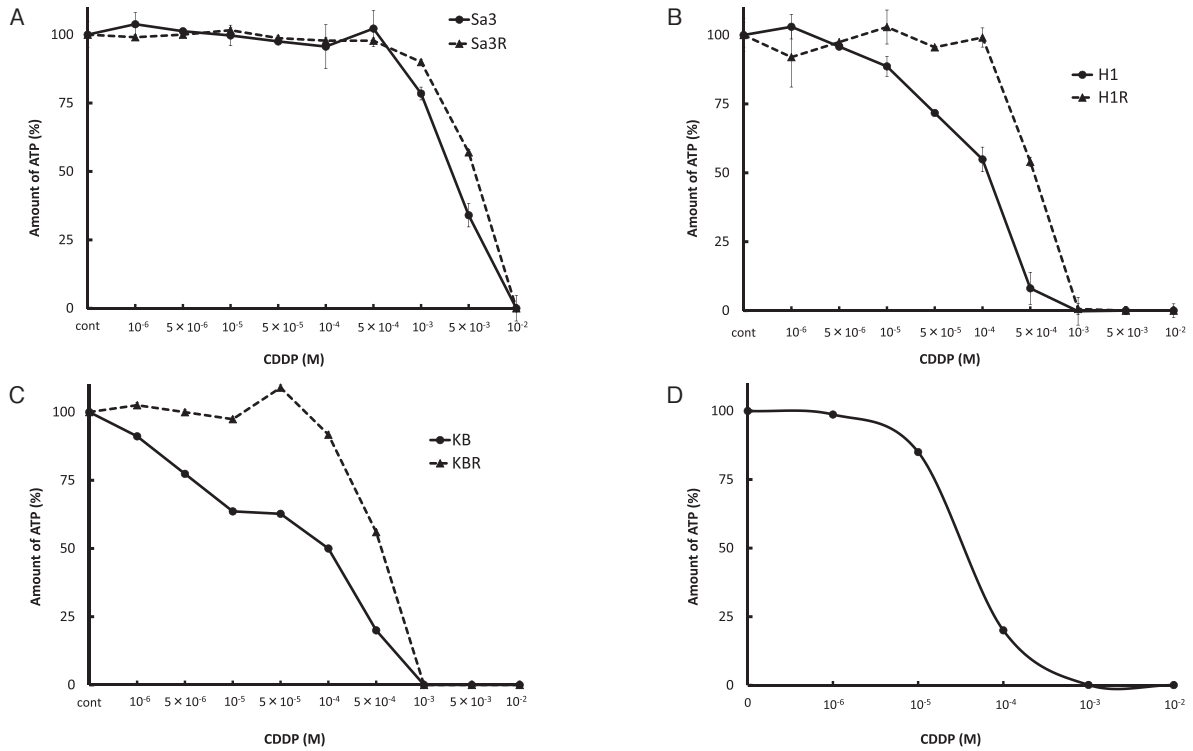 A
Sa3
Sa3R
100
75
50
25
0
Amount of ATP (%)
cont 10⁻⁶ 5×10⁻⁶ 10⁻⁵ 5×10⁻⁵ 10⁻⁴ 5×10⁻⁴ 10⁻³ 5×10⁻³ 10⁻²
CDDP (M)
B
H1
H1R
100
75
50
25
0
Amount of ATP (%)
cont 10⁻⁶ 5×10⁻⁶ 10⁻⁵ 5×10⁻⁵ 10⁻⁴ 5×10⁻⁴ 10⁻³ 5×10⁻³ 10⁻²
CDDP (M)
C
KB
KBR
100
75
50
25
0
Amount of ATP (%)
cont 10⁻⁶ 5×10⁻⁶ 10⁻⁵ 5×10⁻⁵ 10⁻⁴ 5×10⁻⁴ 10⁻³ 5×10⁻³ 10⁻²
CDDP (M)
D
100
75
50
25
0
Amount of ATP (%)
0 10⁻⁶ 10⁻⁵ 10⁻⁴ 10⁻³ 10⁻²
CDDP (M)